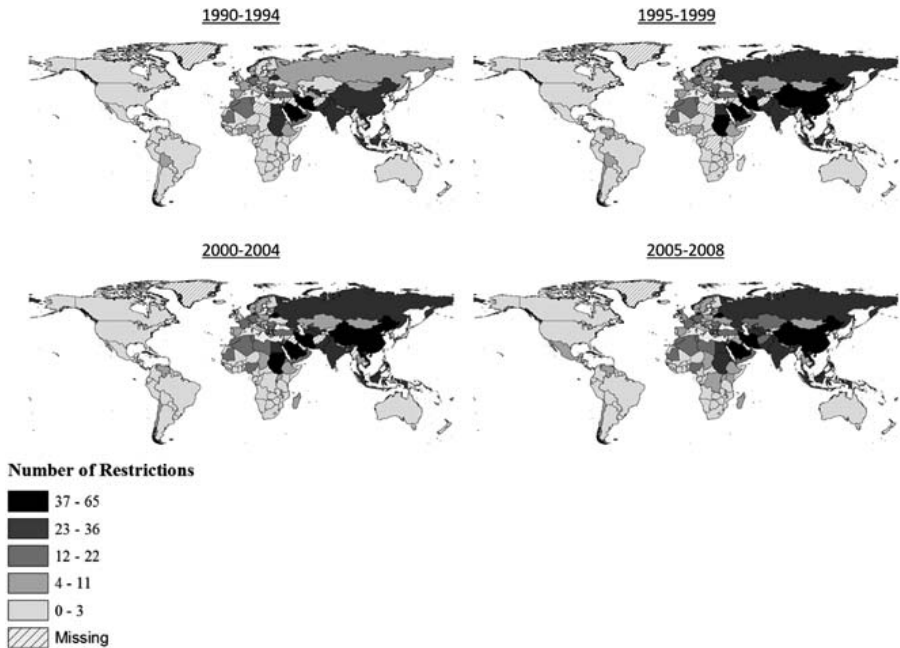 1990-1994
1995-1999
2000-2004
2005-2008
Number of Restrictions
37 - 65
23 - 36
12 - 22
4 - 11
0 - 3
Missing